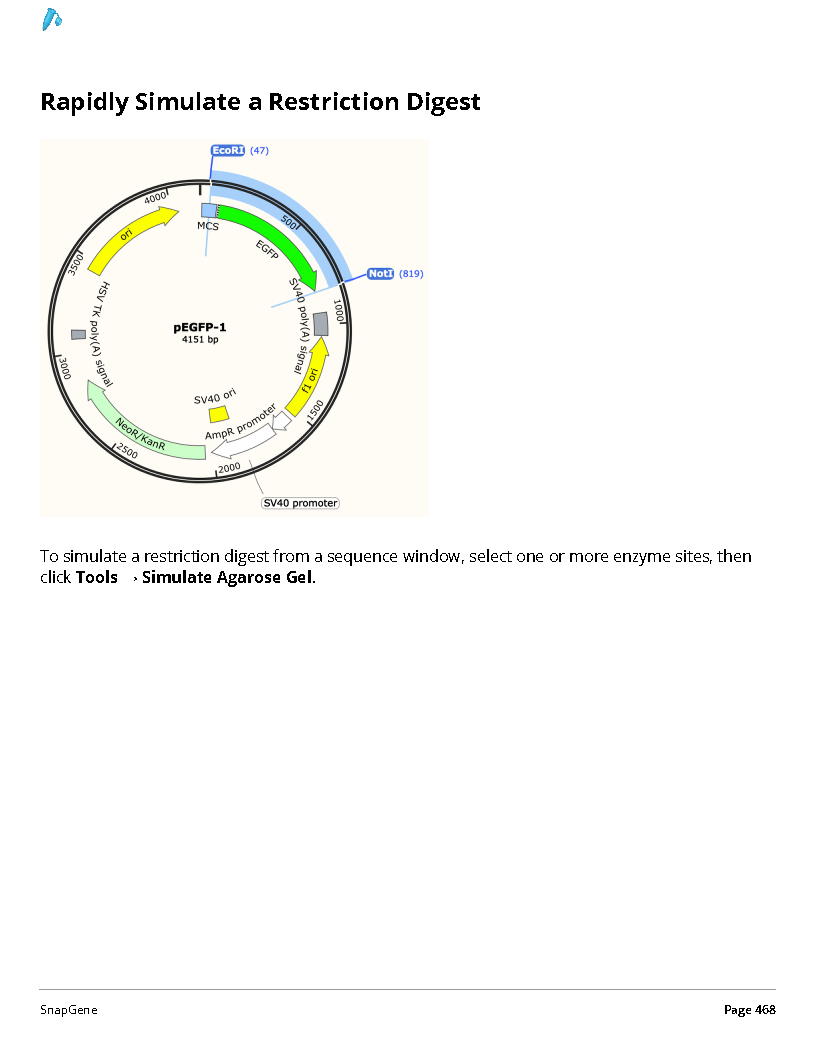 Rapidly Simulate a Restriction Digest
EcoRI (47)
4000
500
MCS
ori
EGFP
3500
NotI (819)
HSV TK poly(A) signal
SV40 poly(A) signal
1000
pEGFP-1
4151 bp
3000
f1 ori
SV40 ori
1500
AmpR promoter
NeoR/KanR
2500
2000
SV40 promoter
To simulate a restriction digest from a sequence window, select one or more enzyme sites, then
click Tools → Simulate Agarose Gel.
SnapGene
Page 468